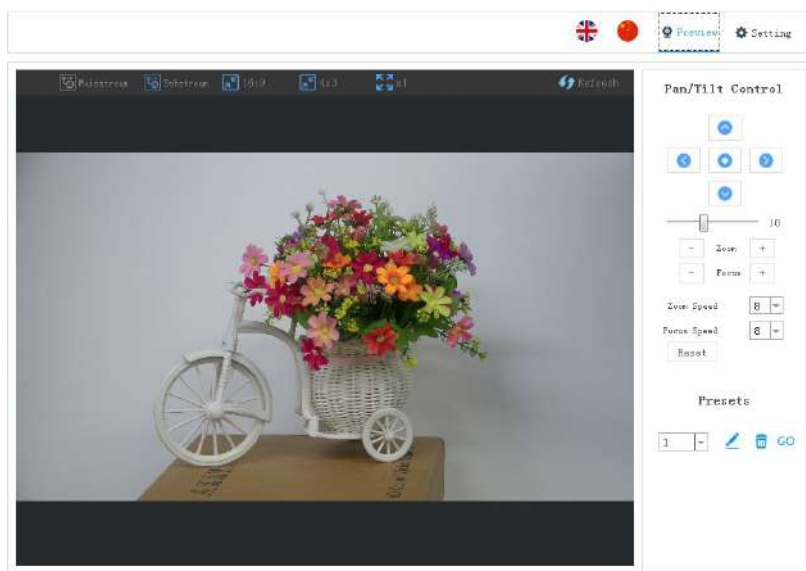 Preview Setting
Mainstream Substream 16:9 4:3 x1 Refresh
Pan/Tilt Control
10
- Zoom +
- Focus +
Zoom Speed 8
Focus Speed 8
Reset
Presets
1 GO